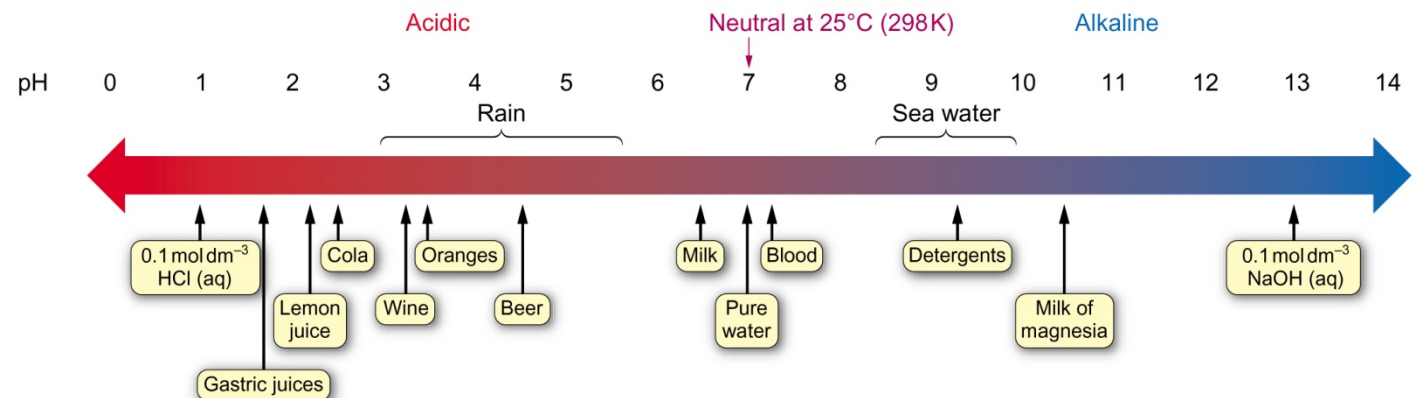 Acidic
Neutral at 25°C (298K)
Alkaline
pH 0 1 2 3 4 5 6 7 8 9 10 11 12 13 14
Rain
Sea water
0.1 mol dm⁻³
HCl (aq)
Cola
Oranges
Milk
Blood
Detergents
0.1 mol dm⁻³
NaOH (aq)
Lemon
juice
Wine
Beer
Pure
water
Milk of
magnesia
Gastric juices